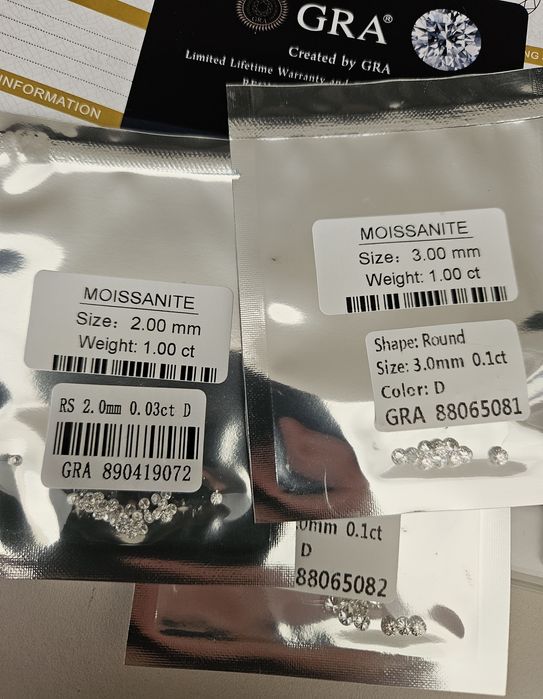 GRA®
Created by GRA
Limited Lifetime Warranty and
GRA
INFORMATION
MOISSANITE
Size: 3.00 mm
Weight: 1.00 ct
Shape: Round
Size: 3.0mm 0.1ct
Color: D
GRA 88065081
MOISSANITE
Size: 2.00 mm
Weight: 1.00 ct
RS 2.0mm 0.03ct D
GRA 890419072
.0mm 0.1ct
D
88065082